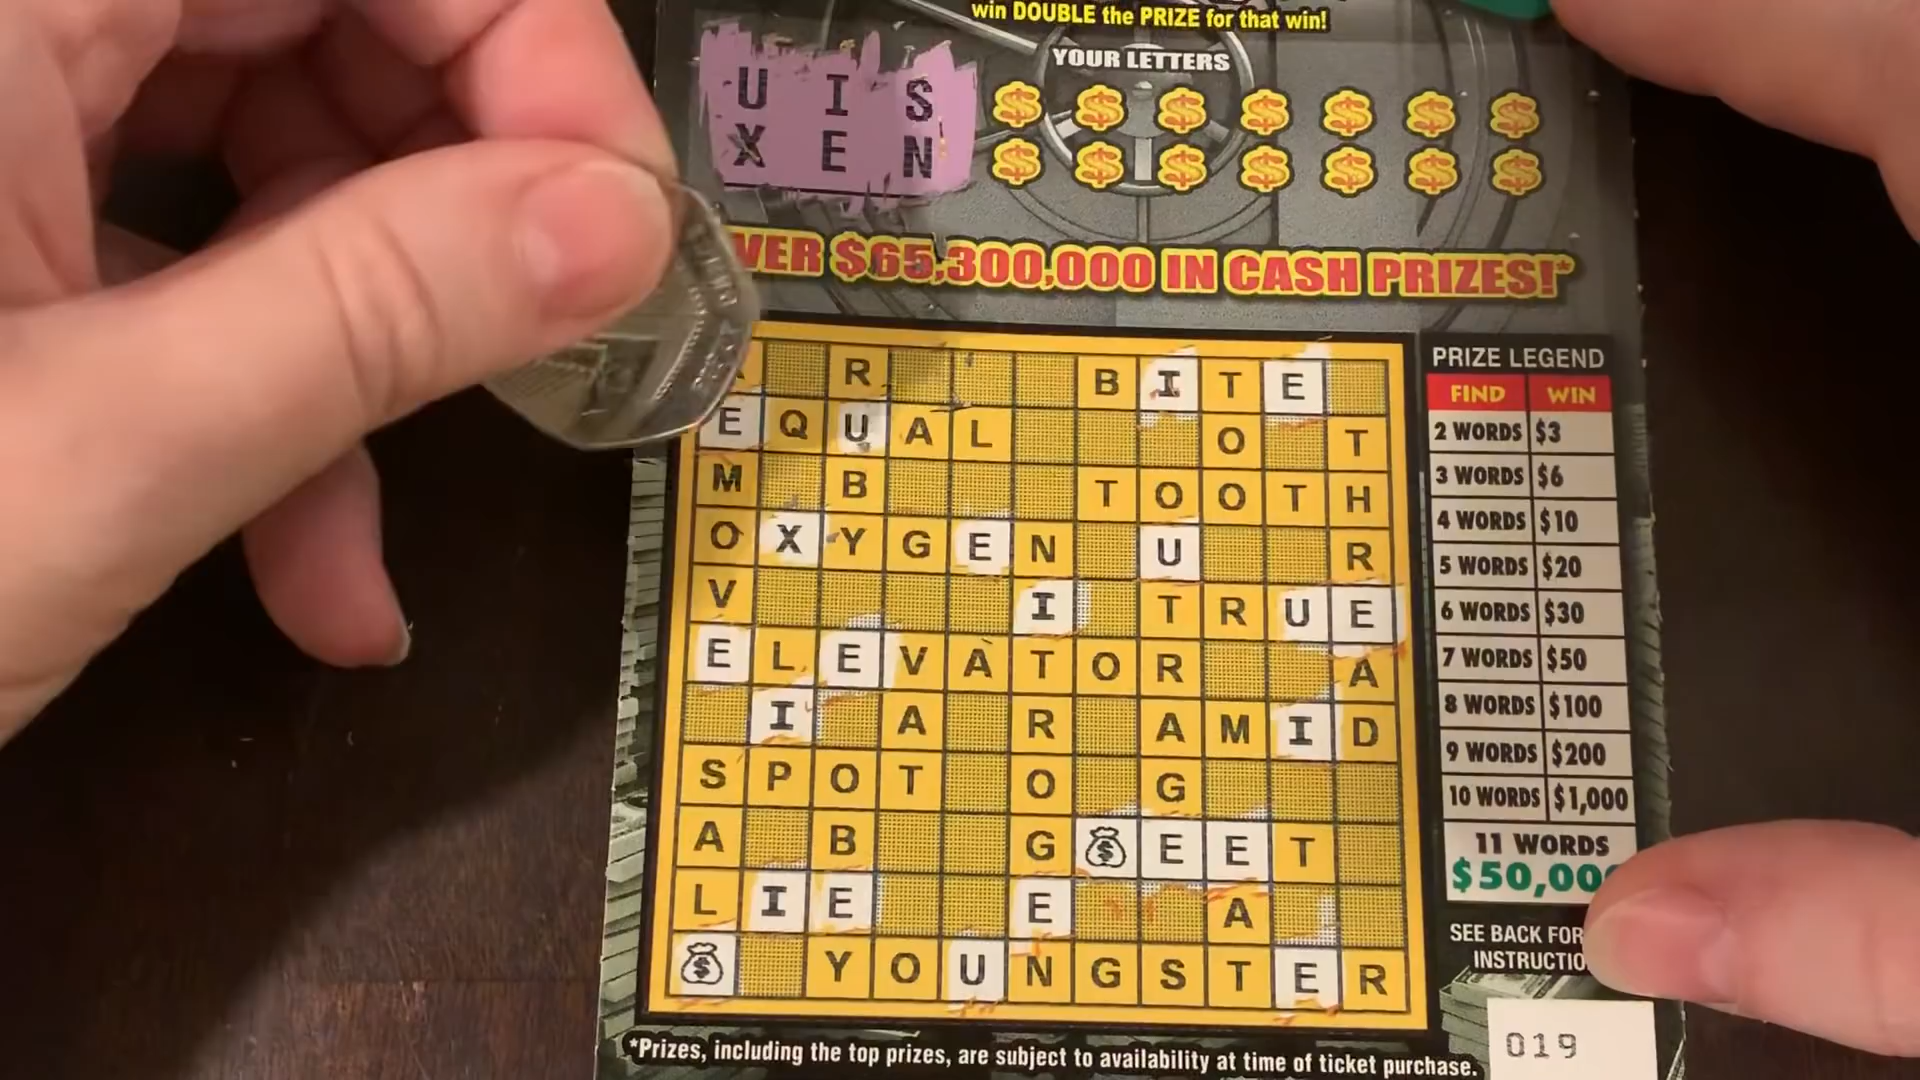 win DOUBLE the PRIZE for that win!
YOUR LETTERS
U I S
X E N
VER $65,300,000 IN CASH PRIZES!*
R B I T E
E Q U A L O T
M B T O O T H
O X Y G E N U R
V I T R U E
E L E V A T O R A
I A R A M I D
S P O T O G
A B G $ E E T
L I E E A
$ Y O U N G S T E R
PRIZE LEGEND
FIND WIN
2 WORDS $3
3 WORDS $6
4 WORDS $10
5 WORDS $20
6 WORDS $30
7 WORDS $50
8 WORDS $100
9 WORDS $200
10 WORDS $1,000
11 WORDS
$50,00
SEE BACK FOR
INSTRUCTIO
019
*Prizes, including the top prizes, are subject to availability at time of ticket purchase.